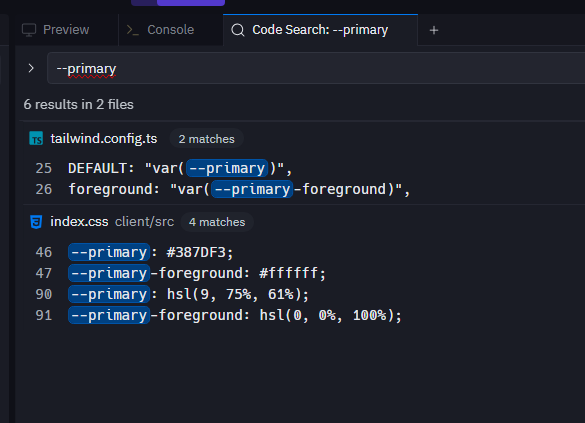 Preview
Console
Code Search: --primary
--primary
6 results in 2 files
TS tailwind.config.ts 2 matches
25 DEFAULT: "var(--primary)",
26 foreground: "var(--primary-foreground)",
index.css client/src 4 matches
46 --primary: #387DF3;
47 --primary-foreground: #ffffff;
90 --primary: hsl(9, 75%, 61%);
91 --primary-foreground: hsl(0, 0%, 100%);